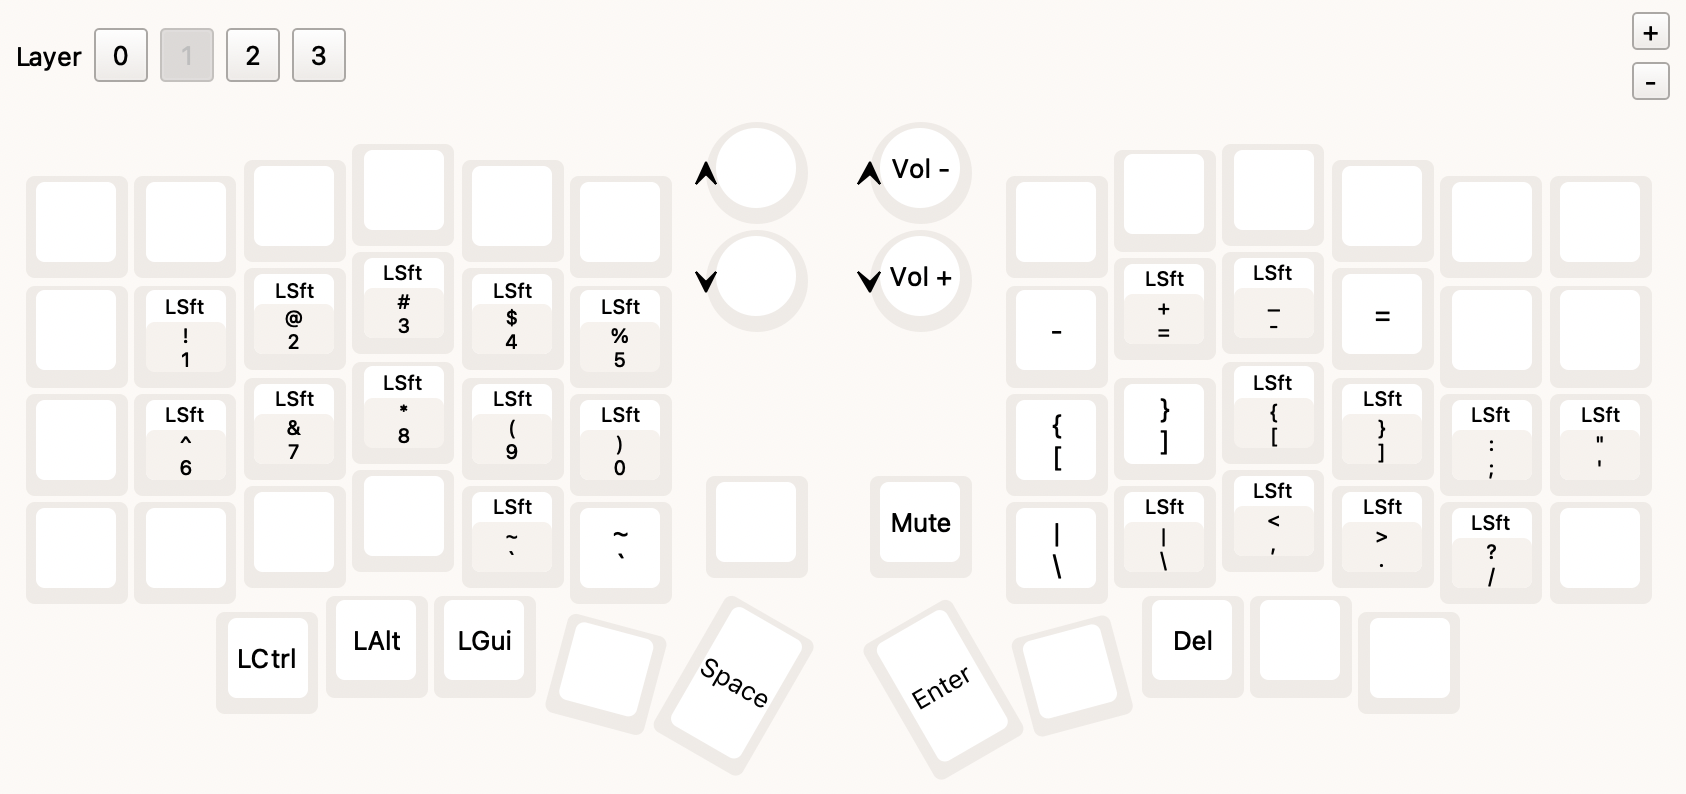 Layer 0 1 2 3
+
-
Vol -
Vol +
LSft
!
1
LSft
@
2
LSft
#
3
LSft
$
4
LSft
%
5
-
LSft
+
=
LSft
_
-
=
LSft
^
6
LSft
&
7
LSft
*
8
LSft
(
9
LSft
)
0
{
[
}
]
LSft
{
[
LSft
}
]
LSft
:
;
LSft
"
'
LSft
~
`
~
`
Mute
|
\
LSft
|
\
LSft
<
,
LSft
>
.
LSft
?
/
LCtrl
LAlt
LGui
Space
Enter
Del